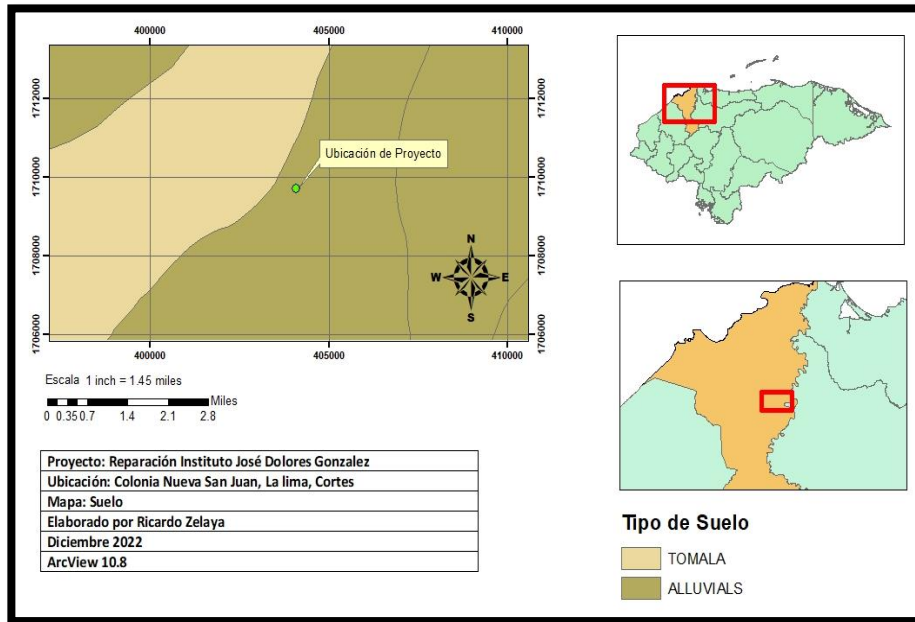 400000 405000 410000
1712000 1712000
Ubicación de Proyecto
1710000 1710000
1708000 1708000
N
W E
S
1706000 1706000
400000 405000 410000
Escala 1 inch = 1.45 miles
Miles
0 0.35 0.7 1.4 2.1 2.8
Proyecto: Reparación Instituto José Dolores Gonzalez
Ubicación: Colonia Nueva San Juan, La lima, Cortes
Mapa: Suelo
Elaborado por Ricardo Zelaya
Diciembre 2022
ArcView 10.8
Tipo de Suelo
TOMALA
ALLUVIALS